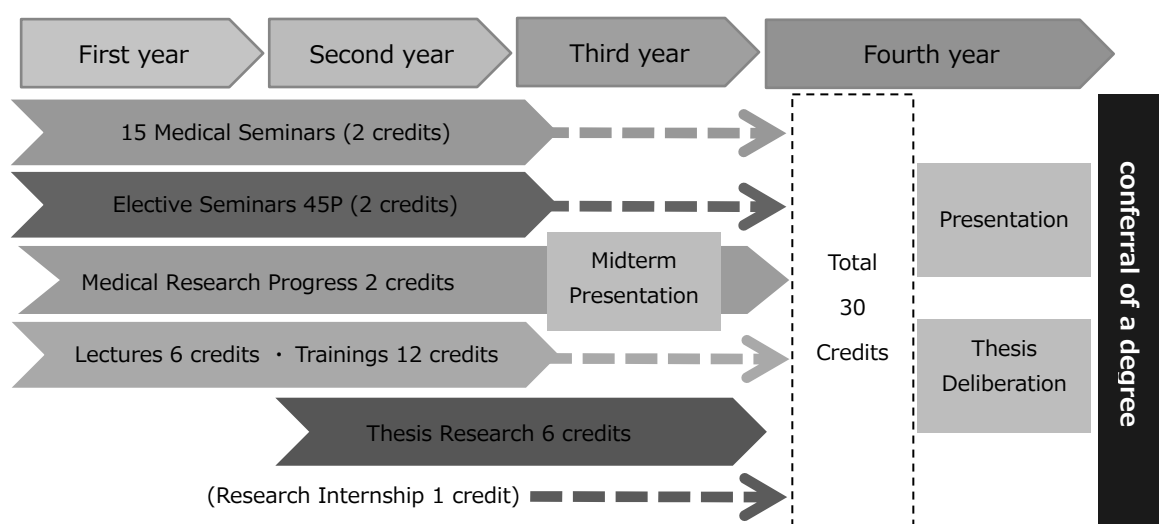 First year
Second year
Third year
Fourth year
15 Medical Seminars (2 credits)
Elective Seminars 45P (2 credits)
Medical Research Progress 2 credits
Midterm
Presentation
Lectures 6 credits ・ Trainings 12 credits
Thesis Research 6 credits
(Research Internship 1 credit)
Total
30
Credits
Presentation
Thesis
Deliberation
conferral of a degree